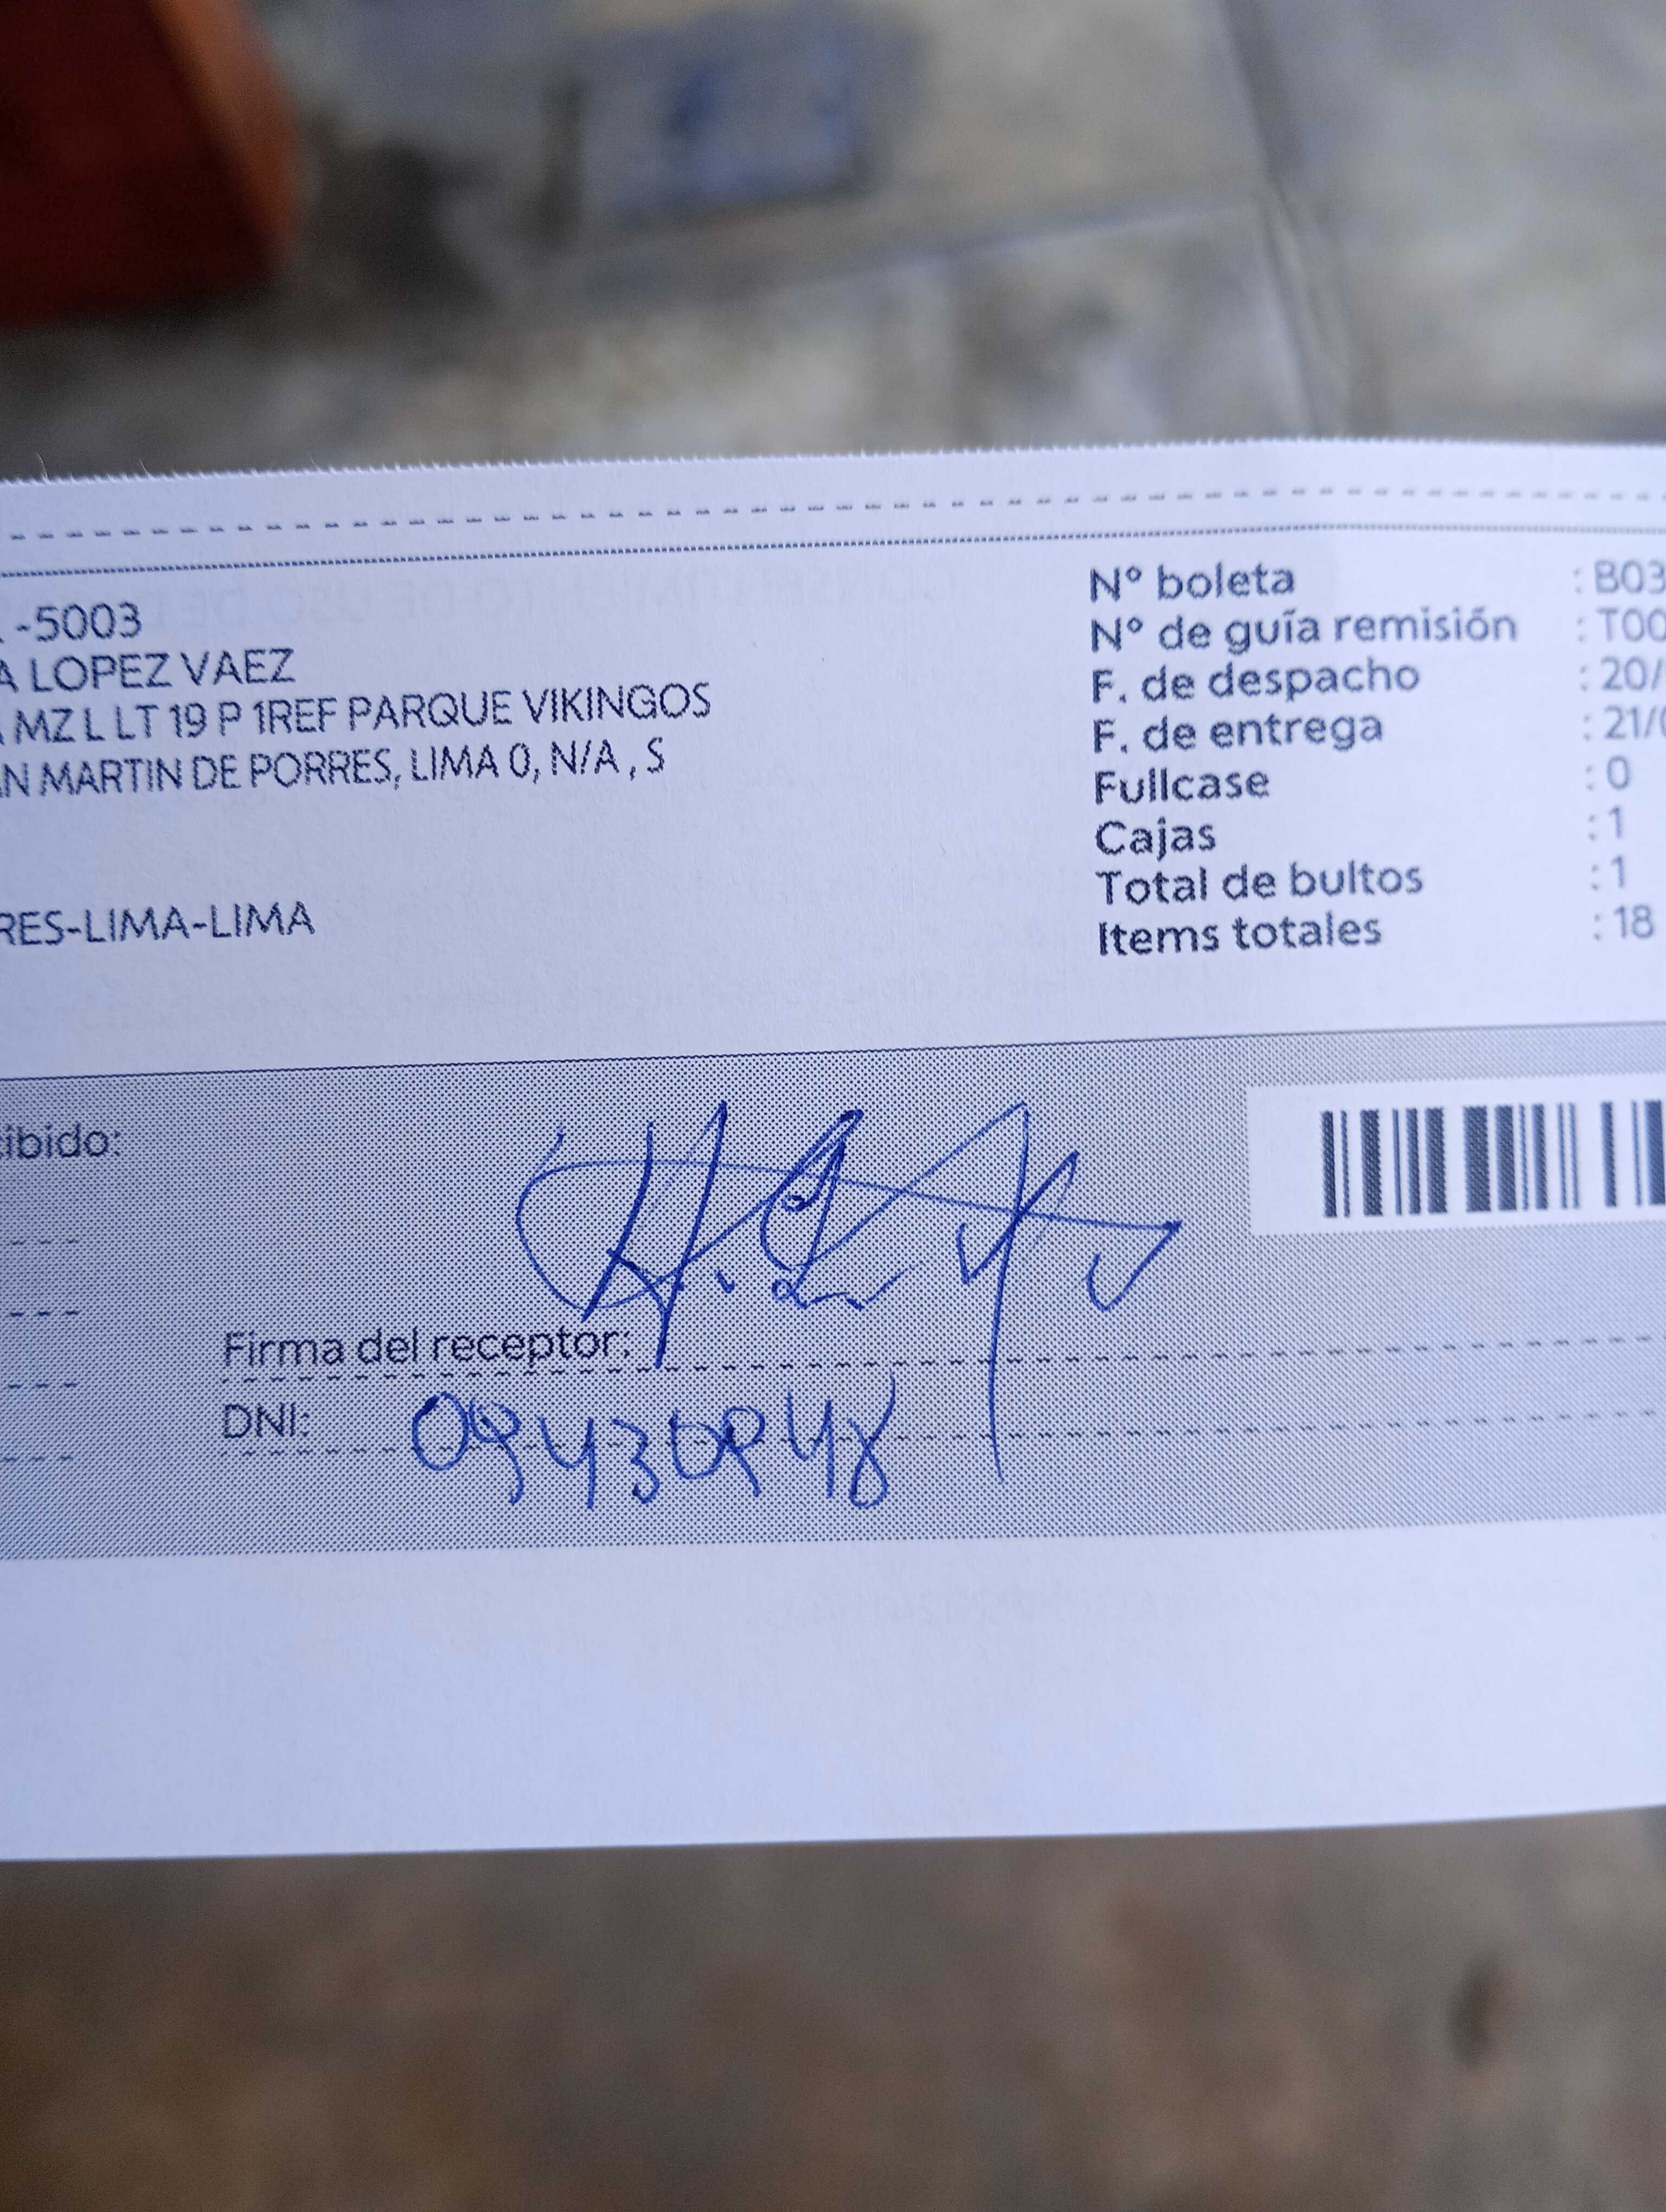 -5003
A LOPEZ VAEZ
MZ L LT 19 P 1REF PARQUE VIKINGOS
N MARTIN DE PORRES, LIMA 0, N/A , S
RES-LIMA-LIMA
N° boleta : B03
N° de guía remisión : T00
F. de despacho : 20/
F. de entrega : 21/0
Fullcase : 0
Cajas : 1
Total de bultos : 1
Items totales : 18
cibido:
Firma del receptor:
DNI: